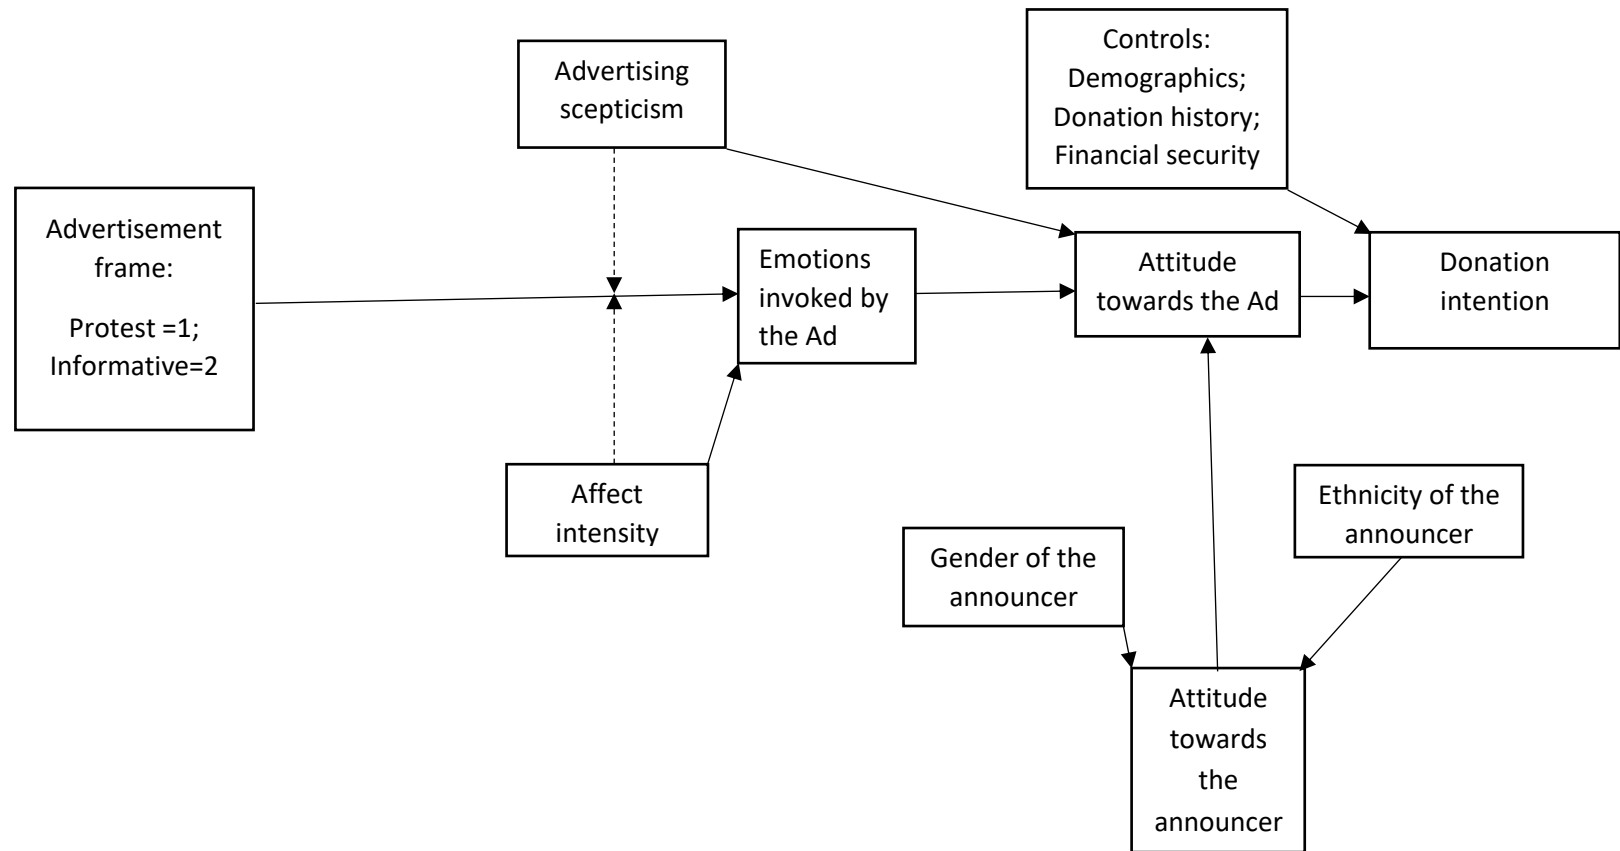 Controls:
Demographics;
Donation history;
Financial security
Advertising
scepticism
Advertisement
frame:
Protest =1;
Informative=2
Emotions
invoked by
the Ad
Attitude
towards the Ad
Donation
intention
Affect
intensity
Ethnicity of the
announcer
Gender of the
announcer
Attitude
towards
the
announcer